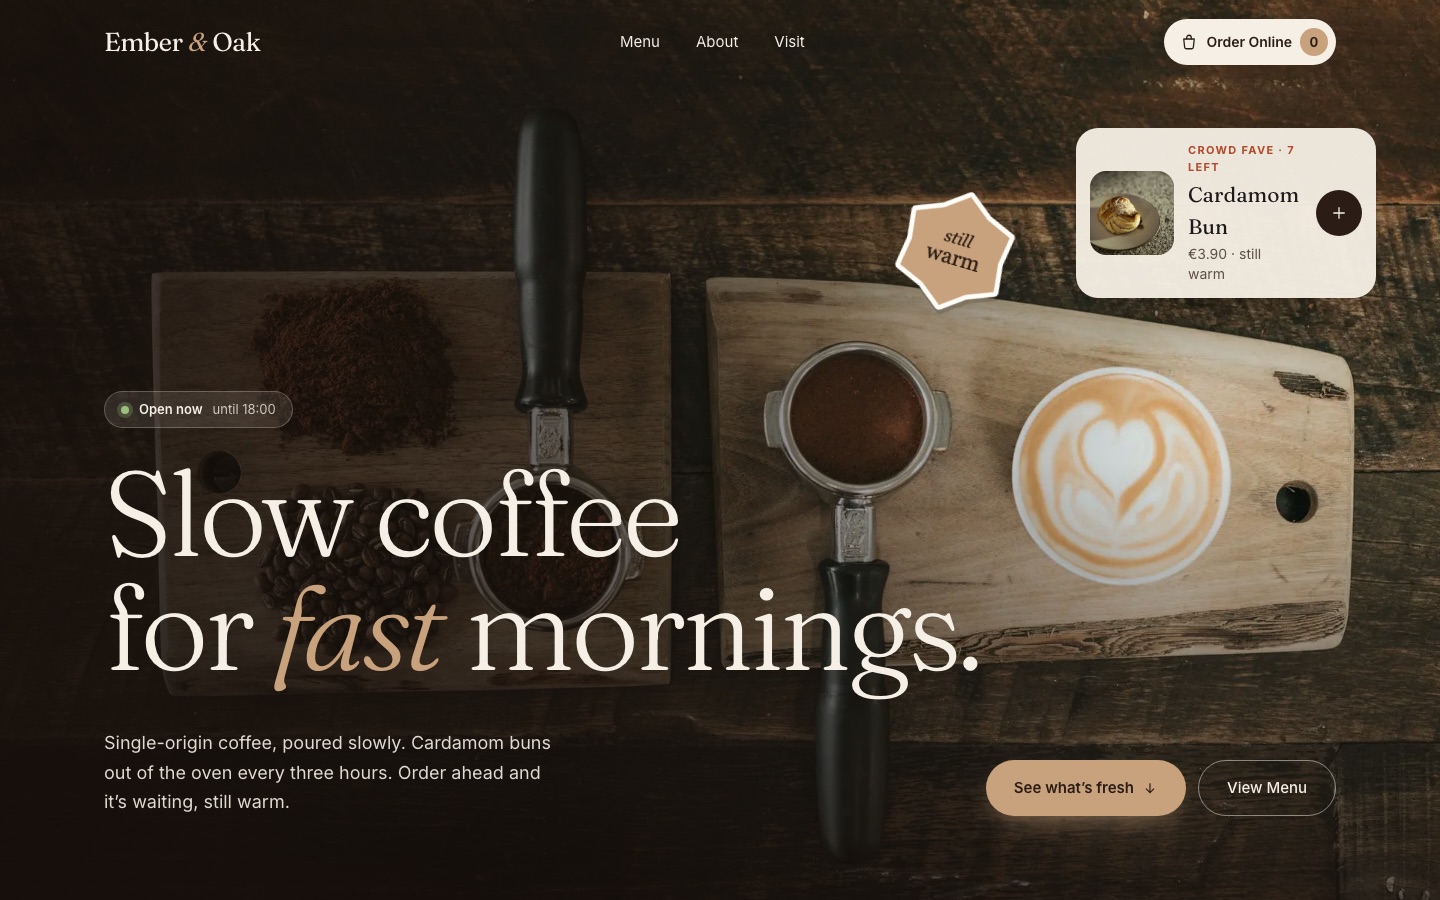 Ember & Oak
Menu
About
Visit
Order Online 0
CROWD FAVE · 7
LEFT
Cardamom
Bun
€3.90 · still
warm
still
warm
Open now until 18:00
Slow coffee
for fast mornings.
Single-origin coffee, poured slowly. Cardamom buns
out of the oven every three hours. Order ahead and
it’s waiting, still warm.
See what’s fresh ↓
View Menu